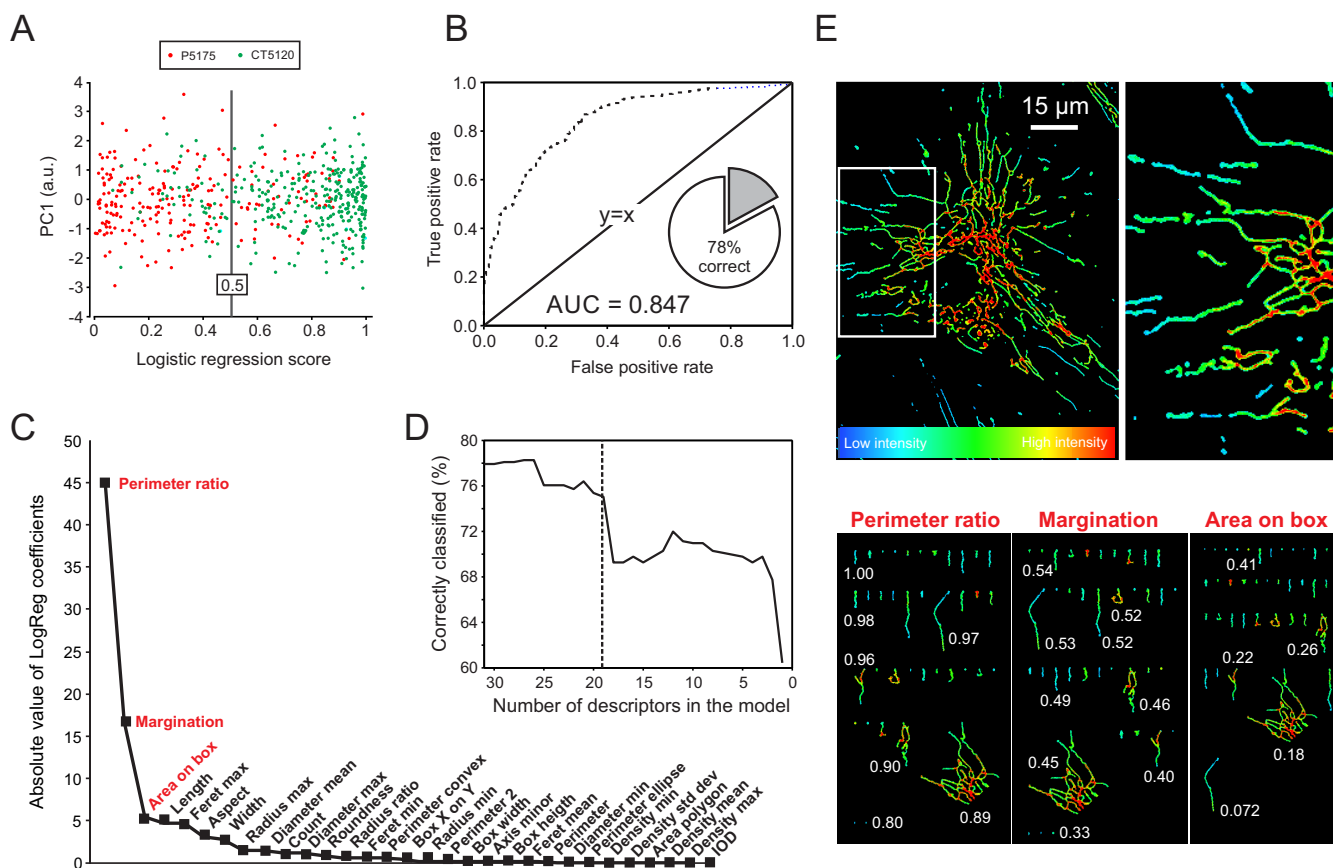 A
P5175 CT5120
4
3
2
1
0
-1
-2
-3
-4
PC1 (a.u.)
0.5
0 0.2 0.4 0.6 0.8 1
Logistic regression score
B
1.0
0.8
0.6
0.4
0.2
0.0
True positive rate
y=x
78%
correct
AUC = 0.847
0.0 0.2 0.4 0.6 0.8 1.0
False positive rate
C
50
45
40
35
30
25
20
15
10
5
0
Absolute value of LogReg coefficients
Perimeter ratio
Margination
Area on box
Length
Feret max
Aspect
Width
Radius max
Diameter mean
Count
Diameter max
Roundness
Radius ratio
Feret min
Perimeter convex
Box X on Y
Radius min
Perimeter 2
Box width
Axis minor
Box heigth
Feret mean
Perimeter
Diameter min
Perimeter ellipse
Density min
Density std dev
Area polygon
Density mean
Density max
IOD
D
80
76
72
68
64
60
Correctly classified (%)
30 25 20 15 10 5 0
Number of descriptors in the model
E
15 µm
Low intensity High intensity
Perimeter ratio Margination Area on box
1.00
0.98
0.97
0.96
0.90
0.89
0.80
0.54
0.52
0.53 0.52
0.49 0.46
0.45
0.40
0.33
0.41
0.26
0.22
0.18
0.072